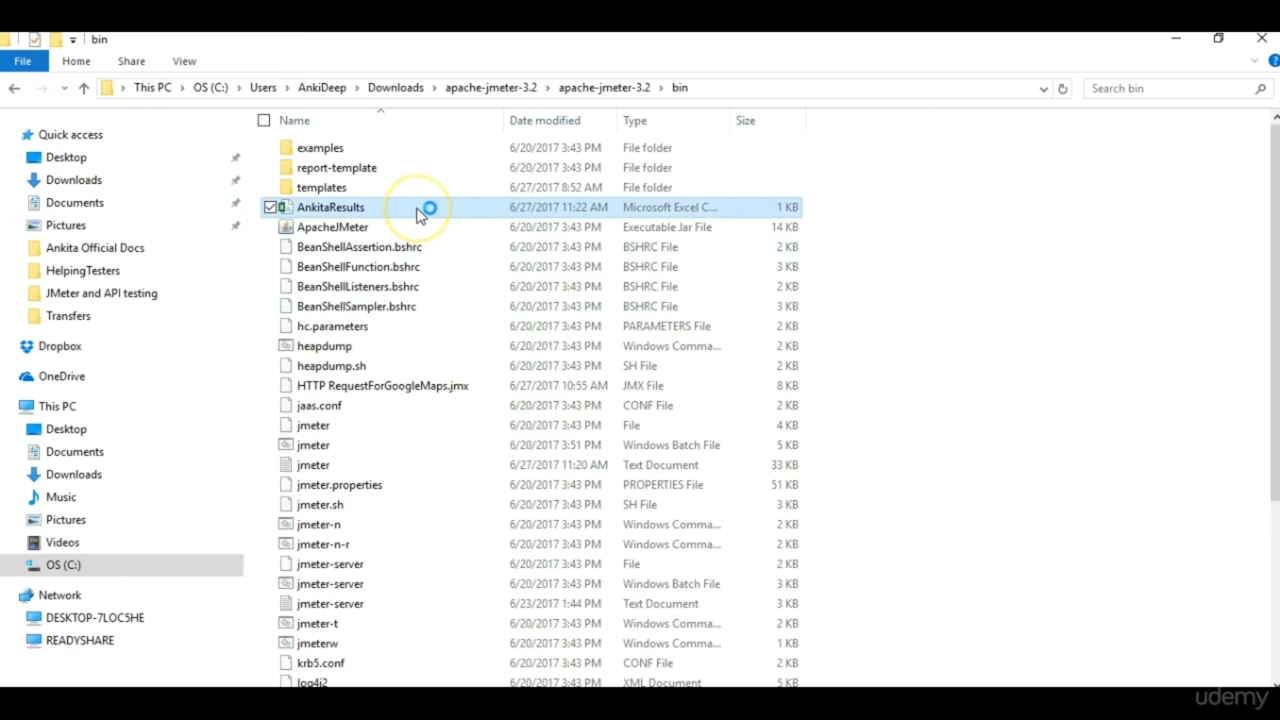 bin
File Home Share View
This PC OS (C:) Users AnkiDeep Downloads apache-jmeter-3.2 apache-jmeter-3.2 bin Search bin
Name Date modified Type Size
Quick access
Desktop
Downloads
Documents
Pictures
Ankita Official Docs
HelpingTesters
JMeter and API testing
Transfers
Dropbox
OneDrive
This PC
Desktop
Documents
Downloads
Music
Pictures
Videos
OS (C:)
Network
DESKTOP-7LOC5HE
READYSHARE
examples 6/20/2017 3:43 PM File folder
report-template 6/20/2017 3:43 PM File folder
templates 6/27/2017 8:52 AM File folder
AnkitaResults 6/27/2017 11:22 AM Microsoft Excel C... 1 KB
ApacheJMeter 6/20/2017 3:43 PM Executable Jar File 14 KB
BeanShellAssertion.bshrc 6/20/2017 3:43 PM BSHRC File 2 KB
BeanShellFunction.bshrc 6/20/2017 3:43 PM BSHRC File 3 KB
BeanShellListeners.bshrc 6/20/2017 3:43 PM BSHRC File 2 KB
BeanShellSampler.bshrc 6/20/2017 3:43 PM BSHRC File 3 KB
hc.parameters 6/20/2017 3:43 PM PARAMETERS File 2 KB
heapdump 6/20/2017 3:43 PM Windows Comma... 2 KB
heapdump.sh 6/20/2017 3:43 PM SH File 2 KB
HTTP RequestForGoogleMaps.jmx 6/27/2017 10:55 AM JMX File 8 KB
jaas.conf 6/20/2017 3:43 PM CONF File 2 KB
jmeter 6/20/2017 3:43 PM File 4 KB
jmeter 6/20/2017 3:51 PM Windows Batch File 5 KB
jmeter 6/27/2017 11:20 AM Text Document 33 KB
jmeter.properties 6/20/2017 3:43 PM PROPERTIES File 51 KB
jmeter.sh 6/20/2017 3:43 PM SH File 3 KB
jmeter-n 6/20/2017 3:43 PM Windows Comma... 2 KB
jmeter-n-r 6/20/2017 3:43 PM Windows Comma... 2 KB
jmeter-server 6/20/2017 3:43 PM File 2 KB
jmeter-server 6/20/2017 3:43 PM Windows Batch File 3 KB
jmeter-server 6/23/2017 1:44 PM Text Document 3 KB
jmeter-t 6/20/2017 3:43 PM Windows Comma... 2 KB
jmeterw 6/20/2017 3:43 PM Windows Comma... 1 KB
krb5.conf 6/20/2017 3:43 PM CONF File 2 KB
log4j2 6/20/2017 3:43 PM XML Document 5 KB
udemy